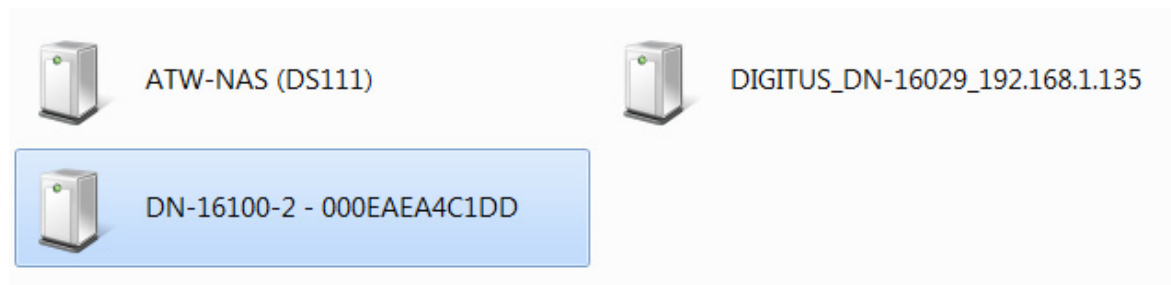 ATW-NAS (DS111)
DIGITUS_DN-16029_192.168.1.135
DN-16100-2 - 000EAEA4C1DD